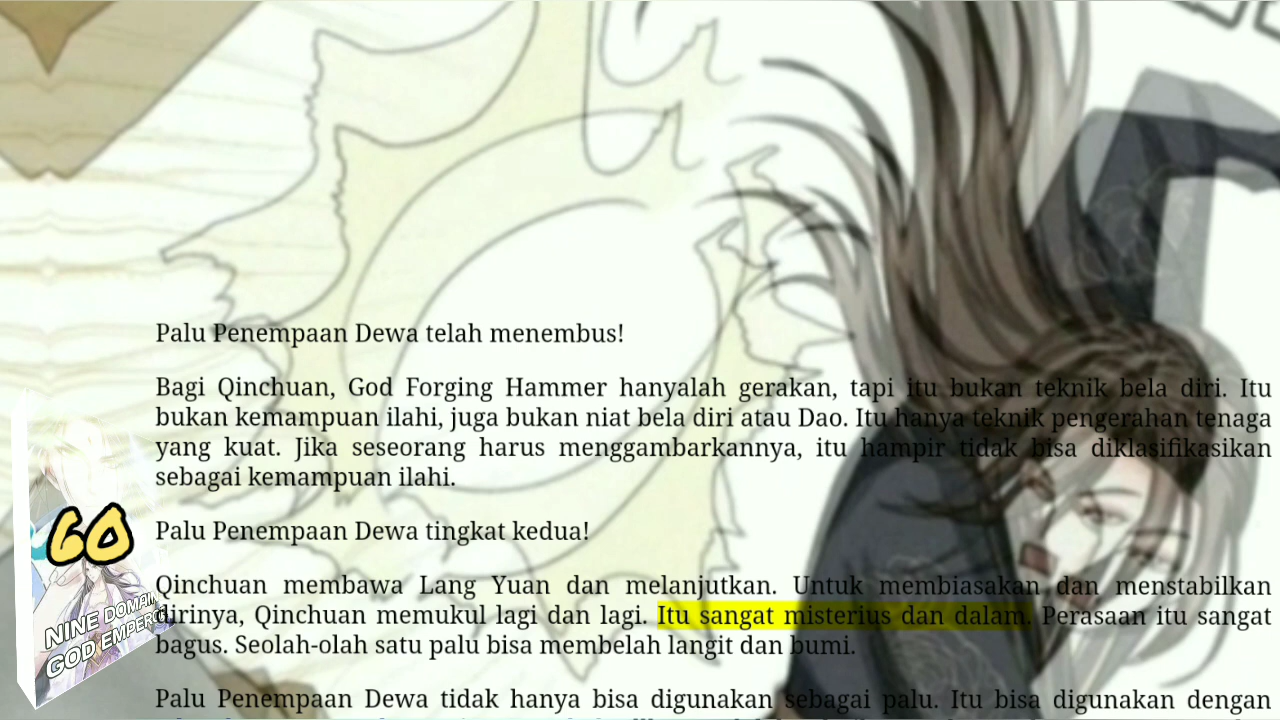 Palu Penempaan Dewa telah menembus!
Bagi Qinchuan, God Forging Hammer hanyalah gerakan, tapi itu bukan teknik bela diri. Itu
bukan kemampuan ilahi, juga bukan niat bela diri atau Dao. Itu hanya teknik pengerahan tenaga
yang kuat. Jika seseorang harus menggambarkannya, itu hampir tidak bisa diklasifikasikan
sebagai kemampuan ilahi.
Palu Penempaan Dewa tingkat kedua!
Qinchuan membawa Lang Yuan dan melanjutkan. Untuk membiasakan dan menstabilkan
dirinya, Qinchuan memukul lagi dan lagi. Itu sangat misterius dan dalam. Perasaan itu sangat
bagus. Seolah-olah satu palu bisa membelah langit dan bumi.
Palu Penempaan Dewa tidak hanya bisa digunakan sebagai palu. Itu bisa digunakan dengan
60
NINE DOMAIN
GOD EMPEROR